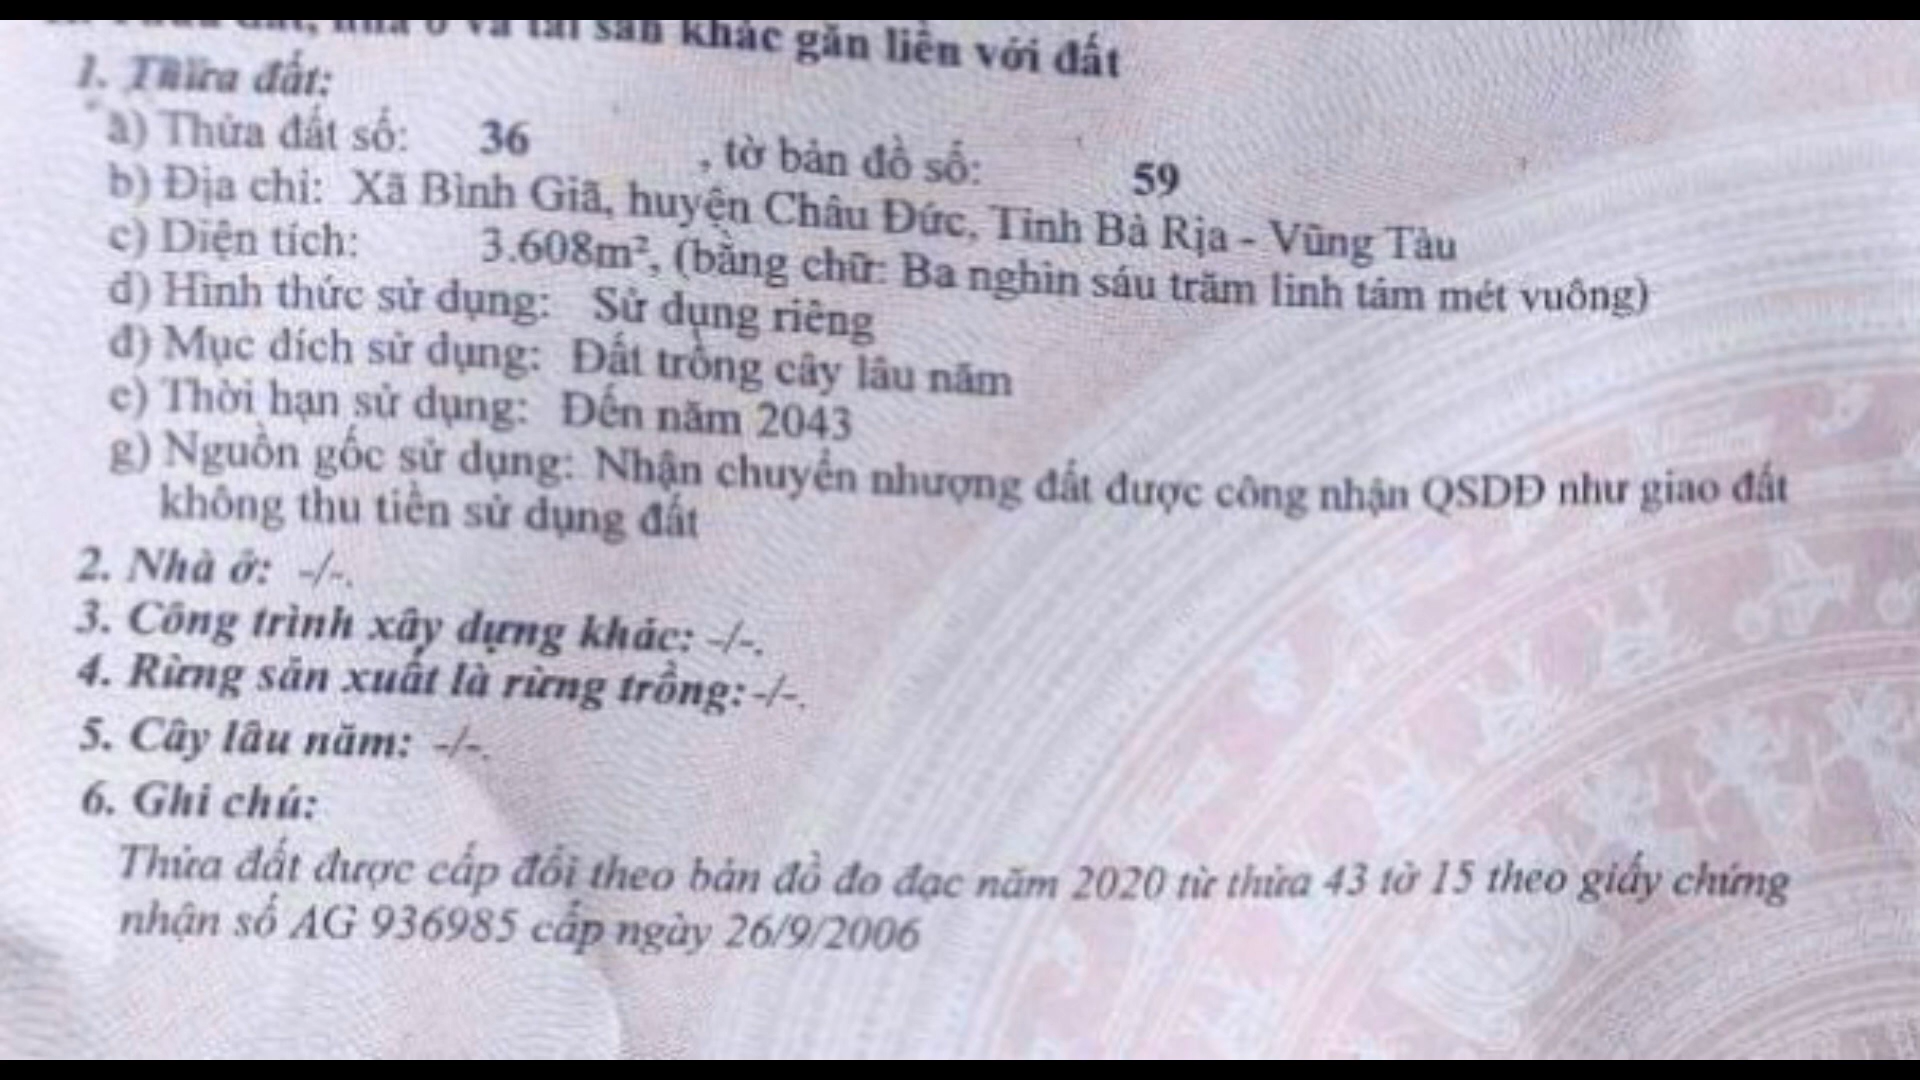 II. Thửa đất, nhà ở và tài sản khác gắn liền với đất
1. Thửa đất:
a) Thửa đất số: 36 , tờ bản đồ số: 59
b) Địa chỉ: Xã Bình Giã, huyện Châu Đức, Tỉnh Bà Rịa - Vũng Tàu
c) Diện tích: 3.608m², (bằng chữ: Ba nghìn sáu trăm linh tám mét vuông)
d) Hình thức sử dụng: Sử dụng riêng
đ) Mục đích sử dụng: Đất trồng cây lâu năm
e) Thời hạn sử dụng: Đến năm 2043
g) Nguồn gốc sử dụng: Nhận chuyển nhượng đất được công nhận QSDĐ như giao đất
không thu tiền sử dụng đất
2. Nhà ở: -/-.
3. Công trình xây dựng khác: -/-.
4. Rừng sản xuất là rừng trồng: -/-.
5. Cây lâu năm: -/-.
6. Ghi chú:
Thửa đất được cấp đổi theo bản đồ đo đạc năm 2020 từ thửa 43 tờ 15 theo giấy chứng
nhận số AG 936985 cấp ngày 26/9/2006